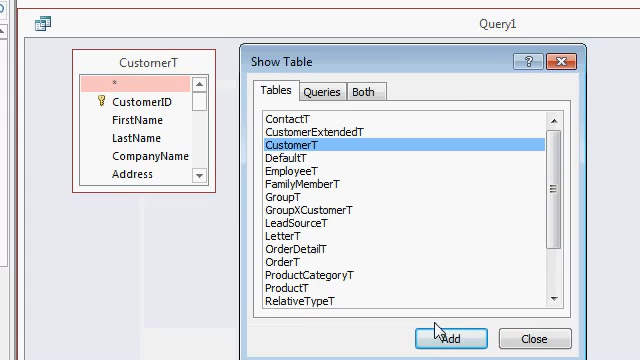 Query1
CustomerT
*
CustomerID
FirstName
LastName
CompanyName
Address
Show Table
?
Tables
Queries
Both
ContactT
CustomerExtendedT
CustomerT
DefaultT
EmployeeT
FamilyMemberT
GroupT
GroupXCustomerT
LeadSourceT
LetterT
OrderDetailT
OrderT
ProductCategoryT
ProductT
RelativeTypeT
Add
Close